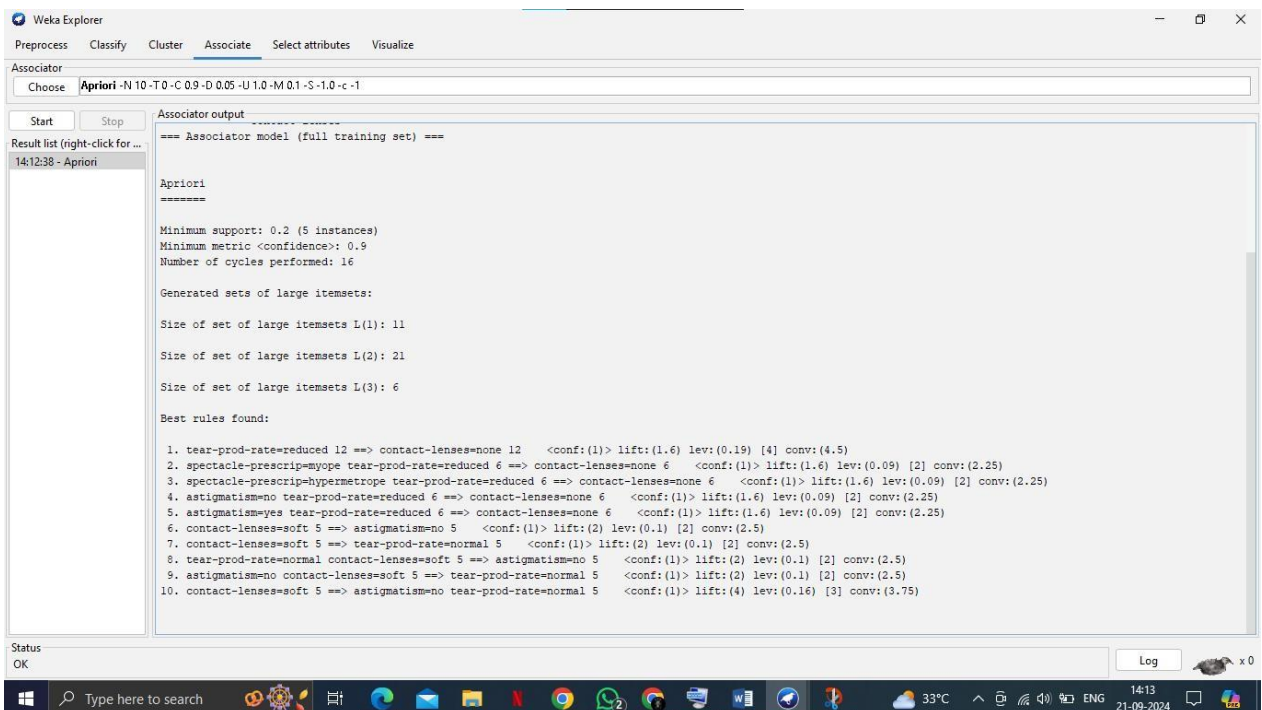 Weka Explorer
Preprocess Classify Cluster Associate Select attributes Visualize
Associator
Choose Apriori -N 10 -T 0 -C 0.9 -D 0.05 -U 1.0 -M 0.1 -S -1.0 -c -1
Start Stop
Result list (right-click for ...
14:12:38 - Apriori
Associator output
=== Associator model (full training set) ===
Apriori
=======
Minimum support: 0.2 (5 instances)
Minimum metric <confidence>: 0.9
Number of cycles performed: 16
Generated sets of large itemsets:
Size of set of large itemsets L(1): 11
Size of set of large itemsets L(2): 21
Size of set of large itemsets L(3): 6
Best rules found:
1. tear-prod-rate=reduced 12 ==> contact-lenses=none 12 <conf:(1)> lift:(1.6) lev:(0.19) [4] conv:(4.5)
2. spectacle-prescrip=myope tear-prod-rate=reduced 6 ==> contact-lenses=none 6 <conf:(1)> lift:(1.6) lev:(0.09) [2] conv:(2.25)
3. spectacle-prescrip=hypermetrope tear-prod-rate=reduced 6 ==> contact-lenses=none 6 <conf:(1)> lift:(1.6) lev:(0.09) [2] conv:(2.25)
4. astigmatism=no tear-prod-rate=reduced 6 ==> contact-lenses=none 6 <conf:(1)> lift:(1.6) lev:(0.09) [2] conv:(2.25)
5. astigmatism=yes tear-prod-rate=reduced 6 ==> contact-lenses=none 6 <conf:(1)> lift:(1.6) lev:(0.09) [2] conv:(2.25)
6. contact-lenses=soft 5 ==> astigmatism=no 5 <conf:(1)> lift:(2) lev:(0.1) [2] conv:(2.5)
7. contact-lenses=soft 5 ==> tear-prod-rate=normal 5 <conf:(1)> lift:(2) lev:(0.1) [2] conv:(2.5)
8. tear-prod-rate=normal contact-lenses=soft 5 ==> astigmatism=no 5 <conf:(1)> lift:(2) lev:(0.1) [2] conv:(2.5)
9. astigmatism=no contact-lenses=soft 5 ==> tear-prod-rate=normal 5 <conf:(1)> lift:(2) lev:(0.1) [2] conv:(2.5)
10. contact-lenses=soft 5 ==> astigmatism=no tear-prod-rate=normal 5 <conf:(1)> lift:(4) lev:(0.16) [3] conv:(3.75)
Status
OK
Log
x 0
Type here to search
33°C
ENG
14:13
21-09-2024